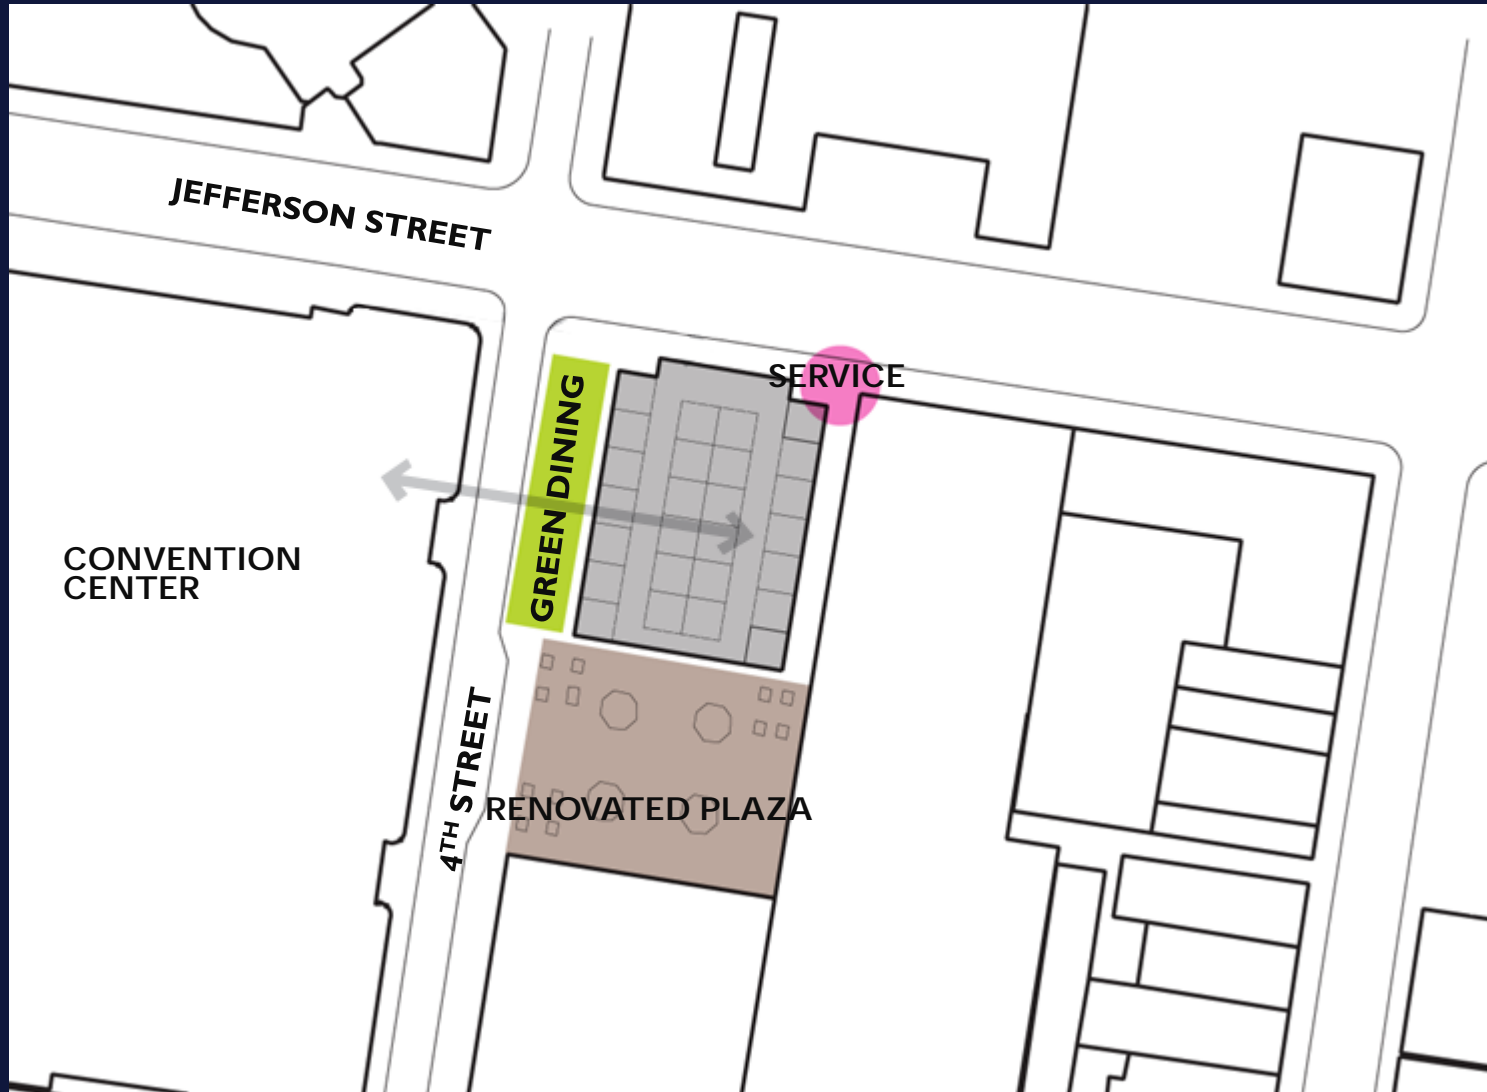 JEFFERSON STREET
SERVICE
GREEN DINING
CONVENTION
CENTER
4TH STREET
RENOVATED PLAZA